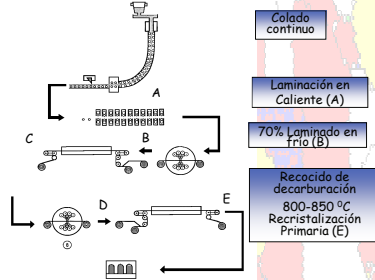 Colado
continuo
A
Laminación en
Caliente (A)
C
B
70% Laminado en
frío (B)
Recocido de
decarburación
800-850 ºC
Recristalización
Primaria (E)
D
E